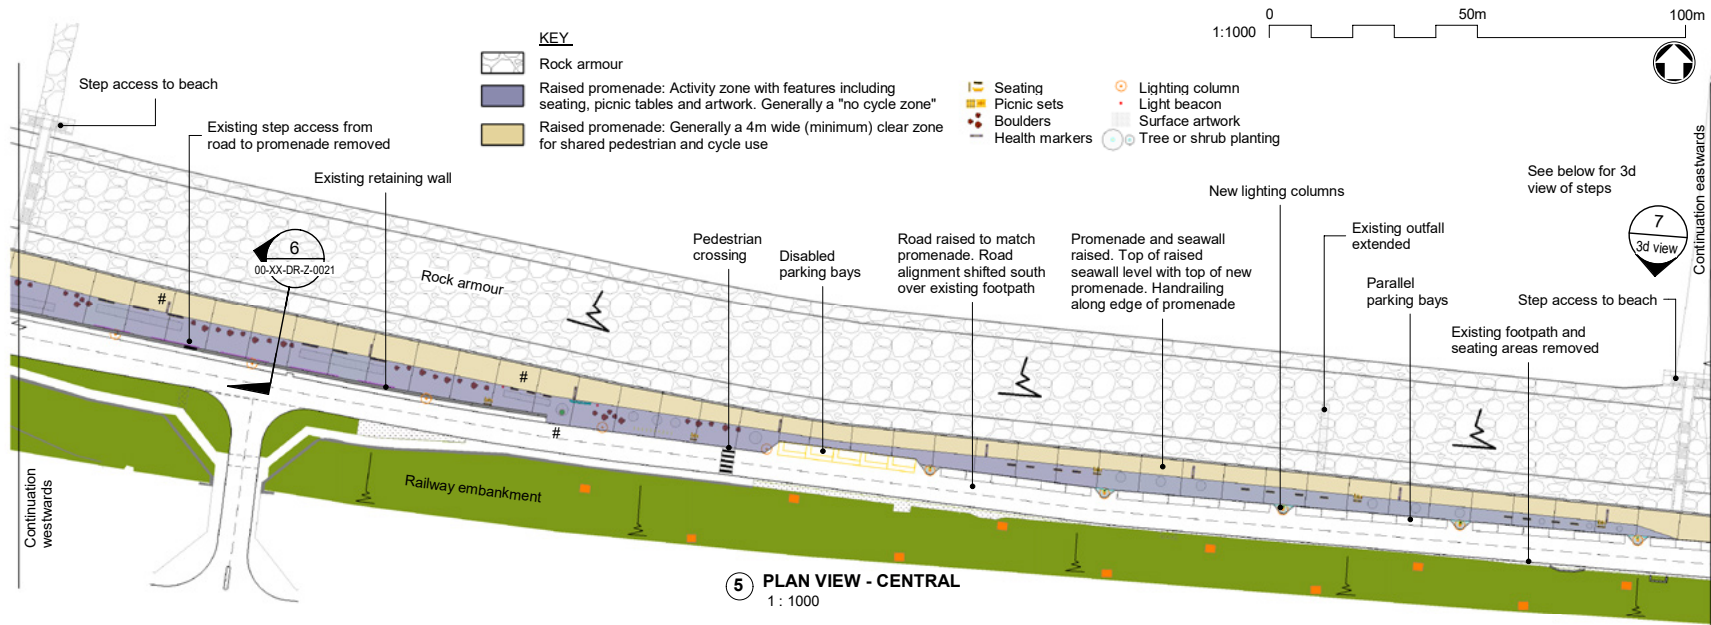 0 50m 100m
1:1000
KEY
Rock armour
Raised promenade: Activity zone with features including
seating, picnic tables and artwork. Generally a "no cycle zone"
Raised promenade: Generally a 4m wide (minimum) clear zone
for shared pedestrian and cycle use
Seating
Picnic sets
Boulders
Health markers
Lighting column
Light beacon
Surface artwork
Tree or shrub planting
Step access to beach
Existing step access from
road to promenade removed
Existing retaining wall
6
00-XX-DR-Z-0021
Rock armour
Pedestrian
crossing
Disabled
parking bays
Road raised to match
promenade. Road
alignment shifted south
over existing footpath
Promenade and seawall
raised. Top of raised
seawall level with top of new
promenade. Handrailing
along edge of promenade
New lighting columns
Existing outfall
extended
Parallel
parking bays
See below for 3d
view of steps
7
3d view
Step access to beach
Existing footpath and
seating areas removed
Continuation eastwards
#
#
#
Continuation
westwards
Railway embankment
5 PLAN VIEW - CENTRAL
1 : 1000